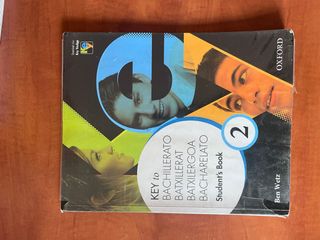 e
KEY to
BACHILLERATO
BATXILLERAT
BATXILERGOA
BACHARELATO
Student's Book
2
OXFORD
Ben Wetz